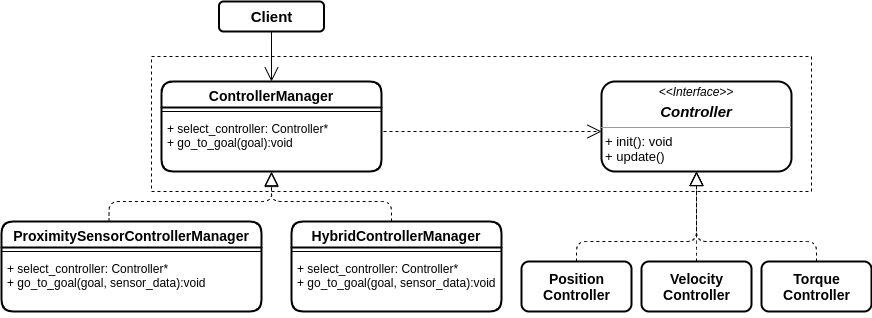 Client
ControllerManager
+ select_controller: Controller*
+ go_to_goal(goal):void
<<Interface>>
Controller
+ init(): void
+ update()
ProximitySensorControllerManager
+ select_controller: Controller*
+ go_to_goal(goal, sensor_data):void
HybridControllerManager
+ select_controller: Controller*
+ go_to_goal(goal, sensor_data):void
Position
Controller
Velocity
Controller
Torque
Controller